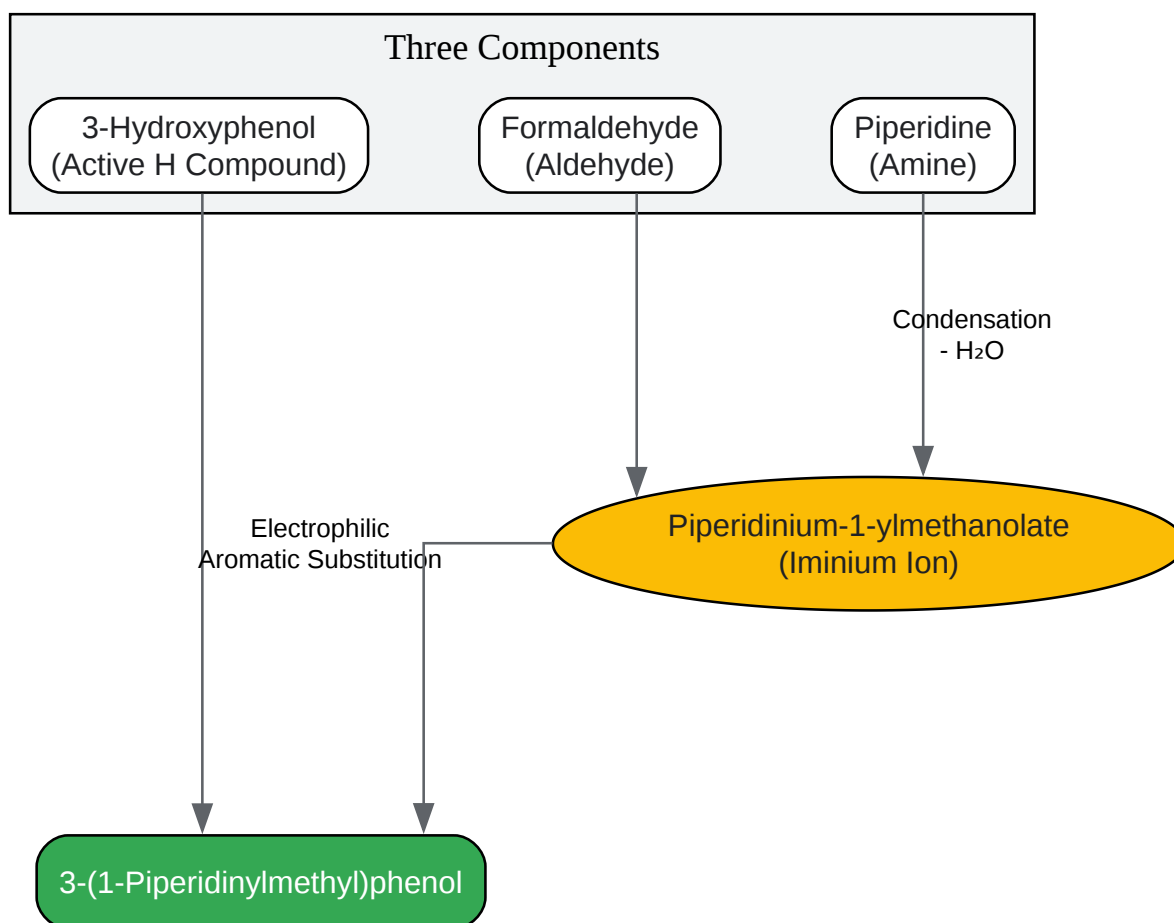 Three Components
3-Hydroxyphenol
(Active H Compound)
Formaldehyde
(Aldehyde)
Piperidine
(Amine)
Condensation
- H₂O
Piperidinium-1-ylmethanolate
(Iminium Ion)
Electrophilic
Aromatic Substitution
3-(1-Piperidinylmethyl)phenol